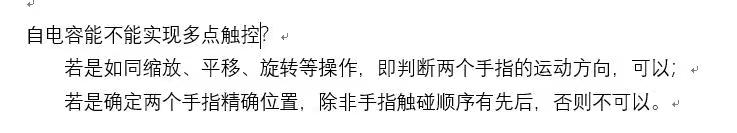 自电容能不能实现多点触控?
若是如同缩放、平移、旋转等操作，即判断两个手指的运动方向，可以；
若是确定两个手指精确位置，除非手指触碰顺序有先后，否则不可以。